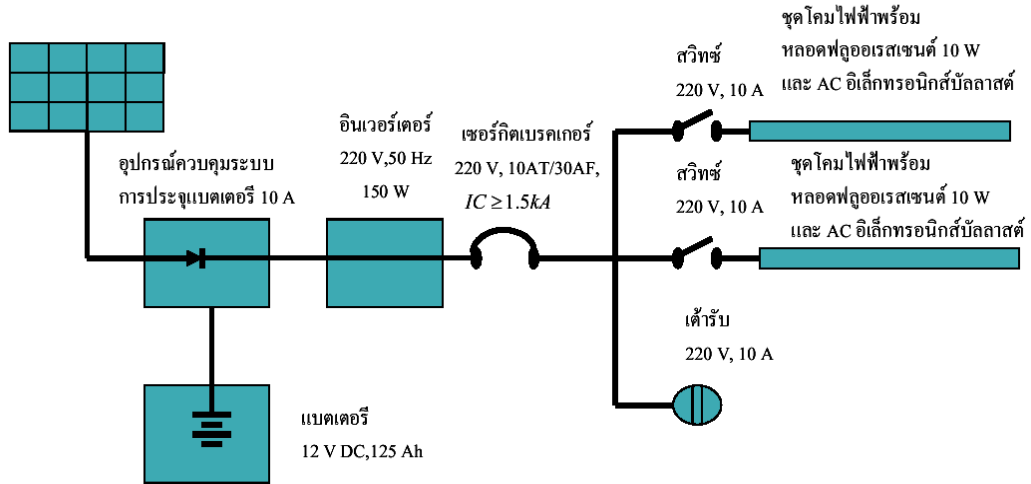 ชุดโคมไฟฟ้าพร้อม
หลอดฟลูออเรสเซนต์ 10 W
และ AC อิเล็กทรอนิกส์บัลลาสต์
สวิทซ์
220 V, 10 A
อินเวอร์เตอร์
220 V,50 Hz
150 W
เซอร์กิตเบรคเกอร์
220 V, 10AT/30AF,
IC ≥ 1.5kA
อุปกรณ์ควบคุมระบบ
การประจุแบตเตอรี 10 A
สวิทซ์
220 V, 10 A
ชุดโคมไฟฟ้าพร้อม
หลอดฟลูออเรสเซนต์ 10 W
และ AC อิเล็กทรอนิกส์บัลลาสต์
เต้ารับ
220 V, 10 A
แบตเตอรี
12 V DC,125 Ah